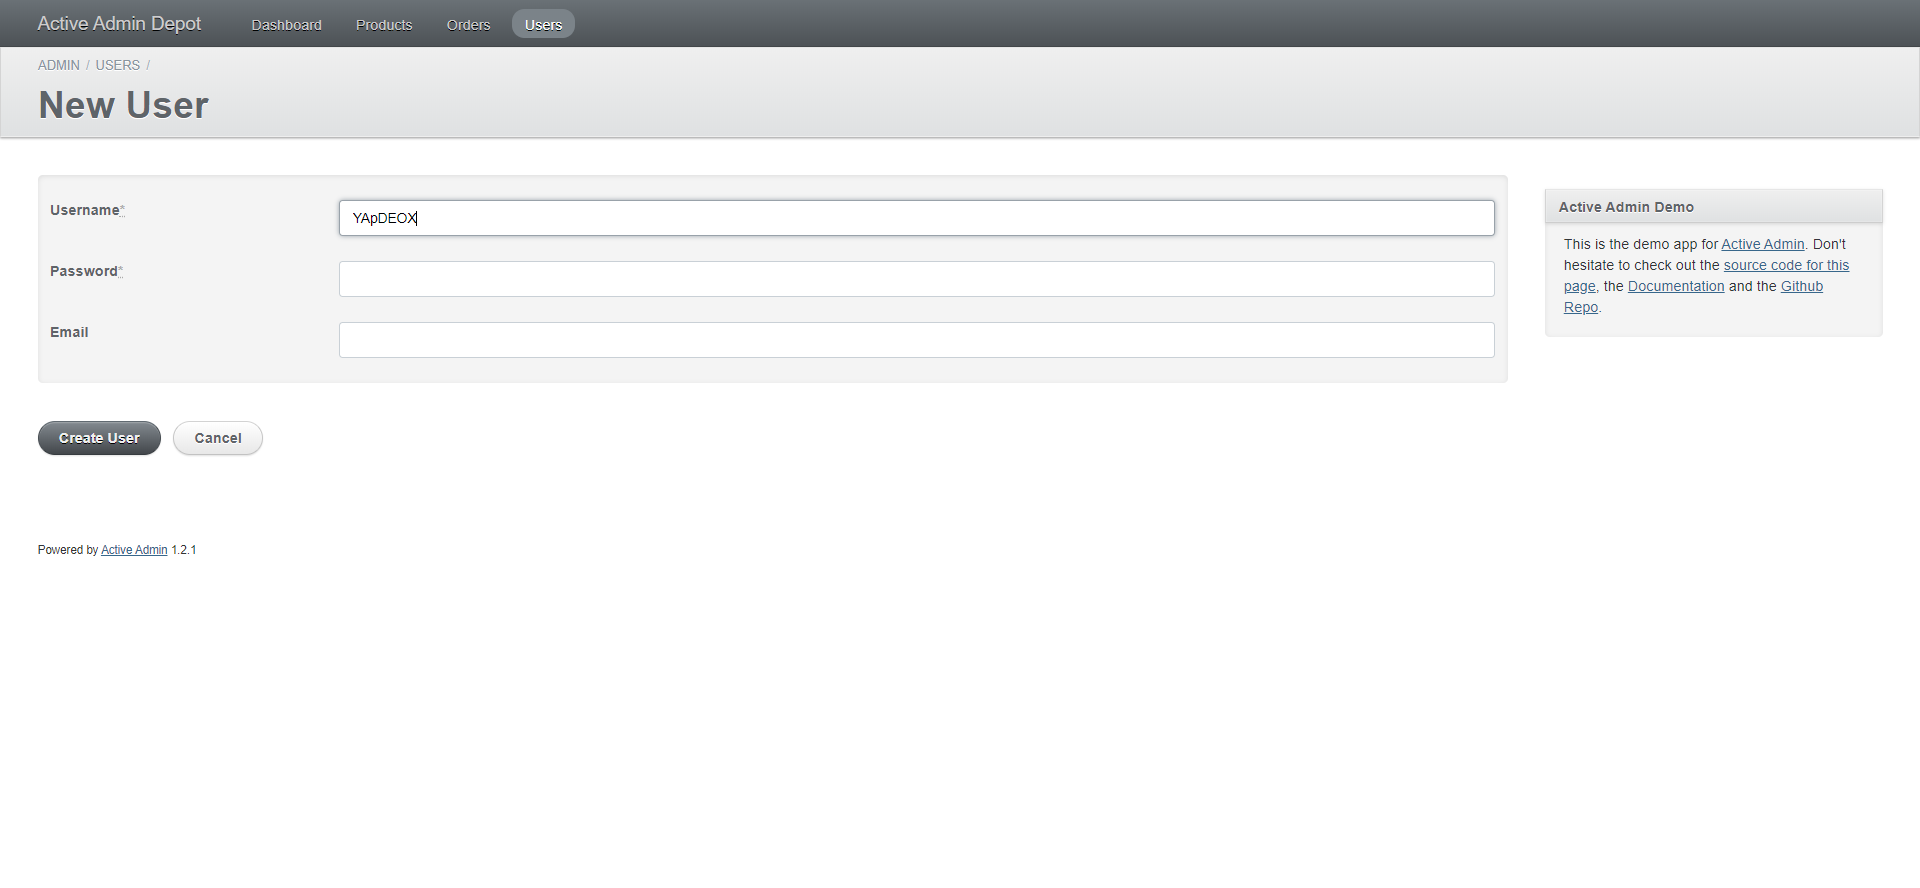 Active Admin Depot Dashboard Products Orders Users
ADMIN / USERS /
New User
Username*
YApDEOX
Password*
Email
Create User Cancel
Active Admin Demo
This is the demo app for Active Admin. Don't
hesitate to check out the source code for this
page, the Documentation and the Github
Repo.
Powered by Active Admin 1.2.1